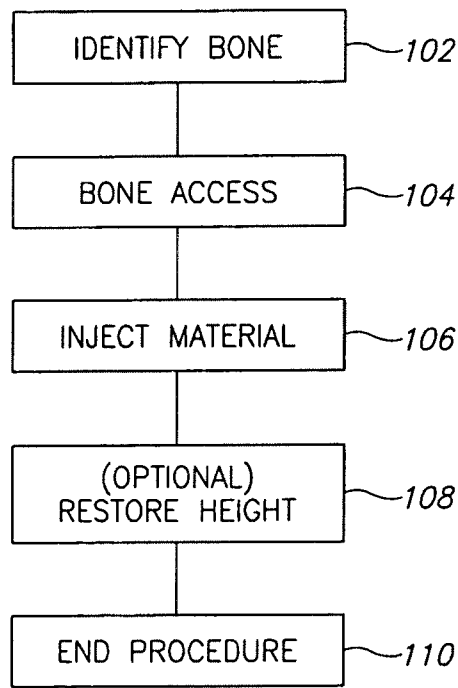 IDENTIFY BONE 102
BONE ACCESS 104
INJECT MATERIAL 106
(OPTIONAL)
RESTORE HEIGHT 108
END PROCEDURE 110